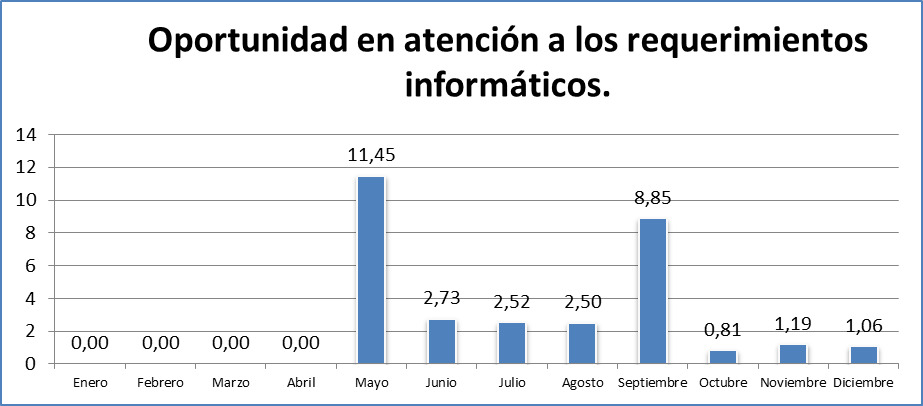 Oportunidad en atención a los requerimientos
informáticos.
14
12
10
8
6
4
2
0
0,00 0,00 0,00 0,00 11,45 2,73 2,52 2,50 8,85 0,81 1,19 1,06
Enero Febrero Marzo Abril Mayo Junio Julio Agosto Septiembre Octubre Noviembre Diciembre